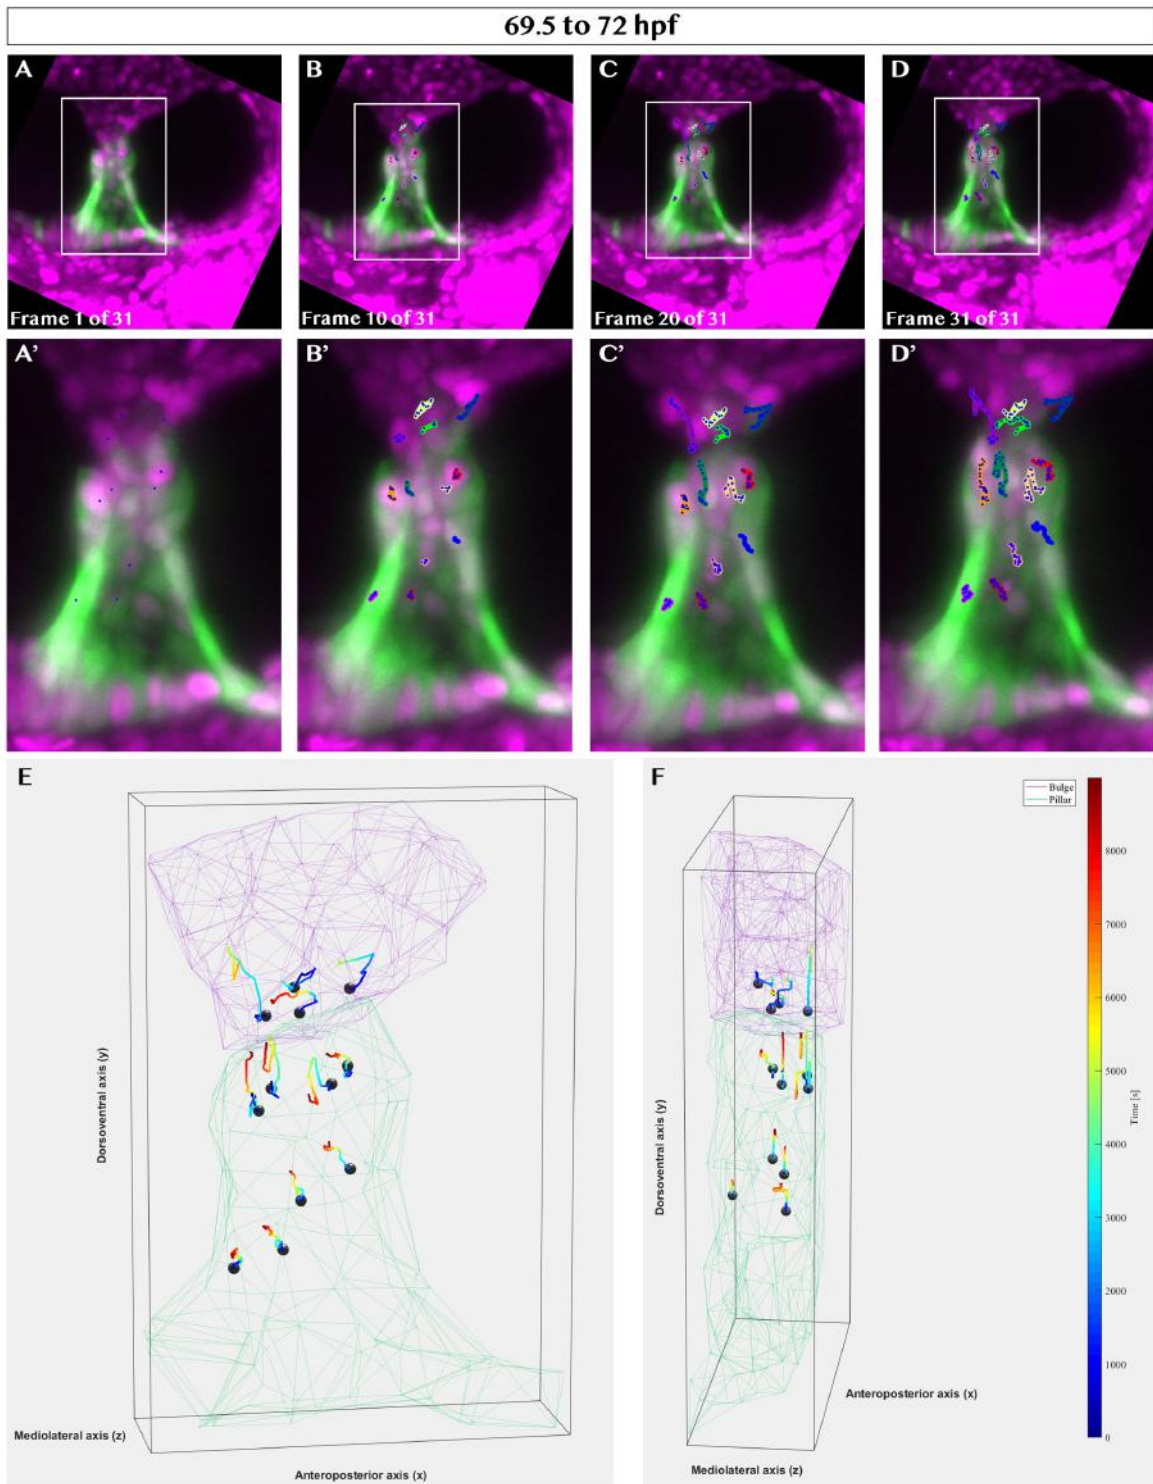 69.5 to 72 hpf
A
B
C
D
Frame 1 of 31
Frame 10 of 31
Frame 20 of 31
Frame 31 of 31
A'
B'
C'
D'
E
F
Bulge
Pillar
8000
7000
6000
5000
4000
3000
2000
1000
0
Time [s]
Dorsoventral axis (y)
Dorsoventral axis (y)
Mediolateral axis (z)
Anteroposterior axis (x)
Anteroposterior axis (x)
Mediolateral axis (z)